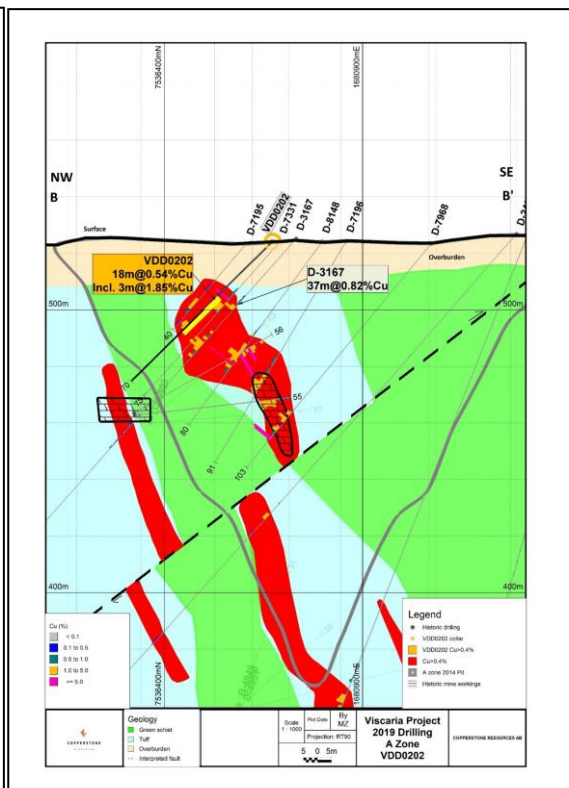 7536400mN
1680900mE
NW
B
SE
B'
D-7195
VDD0202
D-7331
D-3167
D-8148
D-7196
D-7968
Surface
Overburden
VDD0202
18m@0.54%Cu
Incl. 3m@1.85%Cu
D-3167
37m@0.82%Cu
500m
500m
40
56
70
55
80
91
103
400m
400m
Cu (%)
< 0.1
0.1 to 0.5
0.5 to 1.0
1.0 to 5.0
>= 5.0
Legend
Historic drilling
VDD0202 collar
VDD0202 Cu>0.4%
Cu>0.4%
A zone 2014 Pit
Historic mine workings
7536400mN
1680900mE
COPPERSTONE
Geology
Green schist
Tuff
Overburden
Interpreted fault
Scale
1 : 1000
Plot Date
By
MZ
Projection: RT90
5 0 5m
Viscaria Project
2019 Drilling
A Zone
VDD0202
COPPERSTONE RESOURCES AB